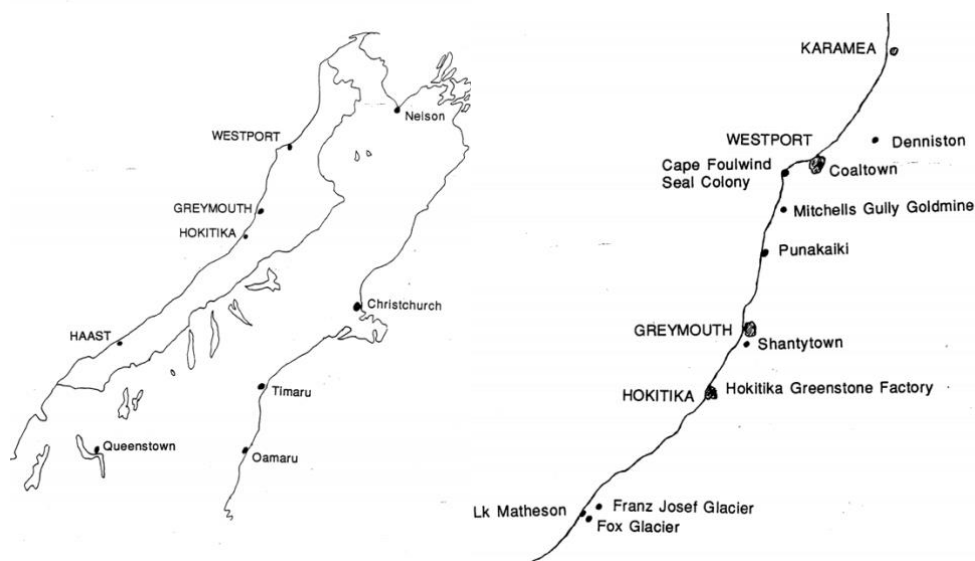 Nelson
WESTPORT
GREYMOUTH
HOKITIKA
Christchurch
HAAST
Timaru
Queenstown
Oamaru
KARAMEA
WESTPORT
Denniston
Cape Foulwind
Seal Colony
Coaltown
Mitchells Gully Goldmine
Punakaiki
GREYMOUTH
Shantytown
HOKITIKA
Hokitika Greenstone Factory
Lk Matheson
Franz Josef Glacier
Fox Glacier